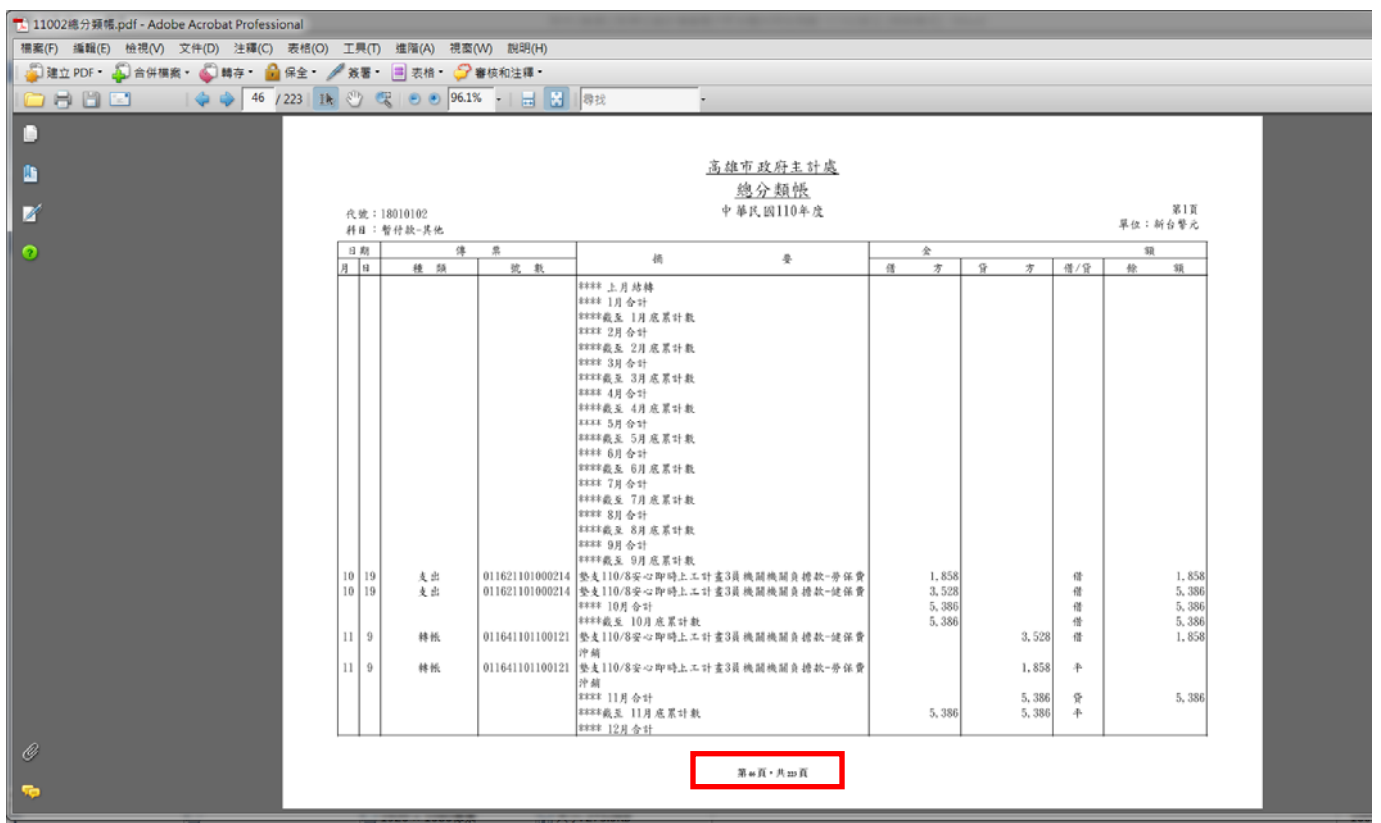 11002總分類帳.pdf - Adobe Acrobat Professional
檔案(F) 編輯(E) 檢視(V) 文件(D) 注釋(C) 表格(O) 工具(T) 進階(A) 視窗(W) 說明(H)
建立 PDF 合併檔案 轉存 保全 簽署 表格 審核和注釋
46 / 223 96.1% 尋找
高雄市政府主計處
總分類帳
中華民國110年度
代號：18010102 第1頁
科目：暫付款-其他 單位：新台幣元
日期 傳票 摘要 金額
月 日 種類 號數 借方 貸方 借/貸 餘額
**** 上月結轉
**** 1月合計
****截至 1月底累計數
**** 2月合計
****截至 2月底累計數
**** 3月合計
****截至 3月底累計數
**** 4月合計
****截至 4月底累計數
**** 5月合計
****截至 5月底累計數
**** 6月合計
****截至 6月底累計數
**** 7月合計
****截至 7月底累計數
**** 8月合計
****截至 8月底累計數
**** 9月合計
****截至 9月底累計數
10 19 支出 011621101000214 墊支110/8安心即時上工計畫3員機關機關負擔款-勞保費 1,858 借 1,858
10 19 支出 011621101000214 墊支110/8安心即時上工計畫3員機關機關負擔款-健保費 3,528 借 5,386
**** 10月合計 5,386 借 5,386
****截至 10月底累計數 5,386 借 5,386
11 9 轉帳 011641101100121 墊支110/8安心即時上工計畫3員機關機關負擔款-健保費 3,528 借 1,858
沖銷
11 9 轉帳 011641101100121 墊支110/8安心即時上工計畫3員機關機關負擔款-勞保費 1,858 平
沖銷
**** 11月合計 5,386 貸 5,386
****截至 11月底累計數 5,386 5,386 平
**** 12月合計
第46頁，共223頁